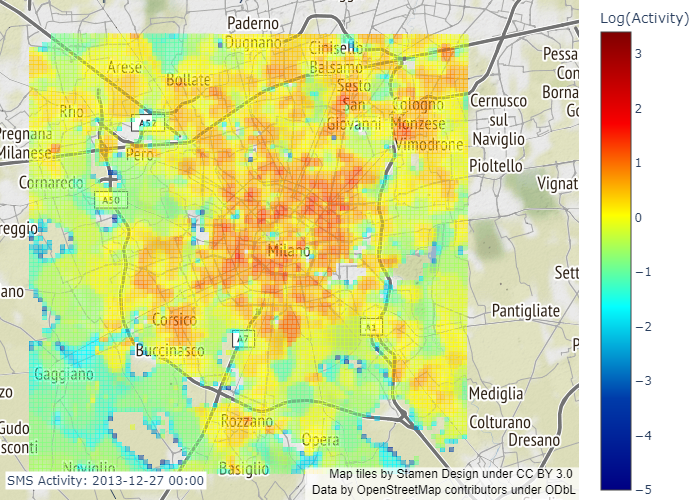 Log(Activity)
Paderno
Dugnano
Cinisello
Balsamo
Pessa
Con
Borna
Go
Arese
Bollate
Sesto
San
Giovanni
Cologno
Monzese
Cernusco
sul
Naviglio
Rho
A52
Pregnana
Milanese
Pero
Vimodrone
Pioltello
Cornaredo
Vignat
A50
reggio
Milano
Sett
ano
Pantigliate
Corsico
A1
A7
Buccinasco
P
Gaggiano
zo
Mediglia
Gudo
sconti
Rozzano
Colturano
Opera
Dresano
Noviglio
Basiglio
SMS Activity: 2013-12-27 00:00
Map tiles by Stamen Design under CC BY 3.0
Data by OpenStreetMap contributors under ODbL
3
2
1
0
−1
−2
−3
−4
−5